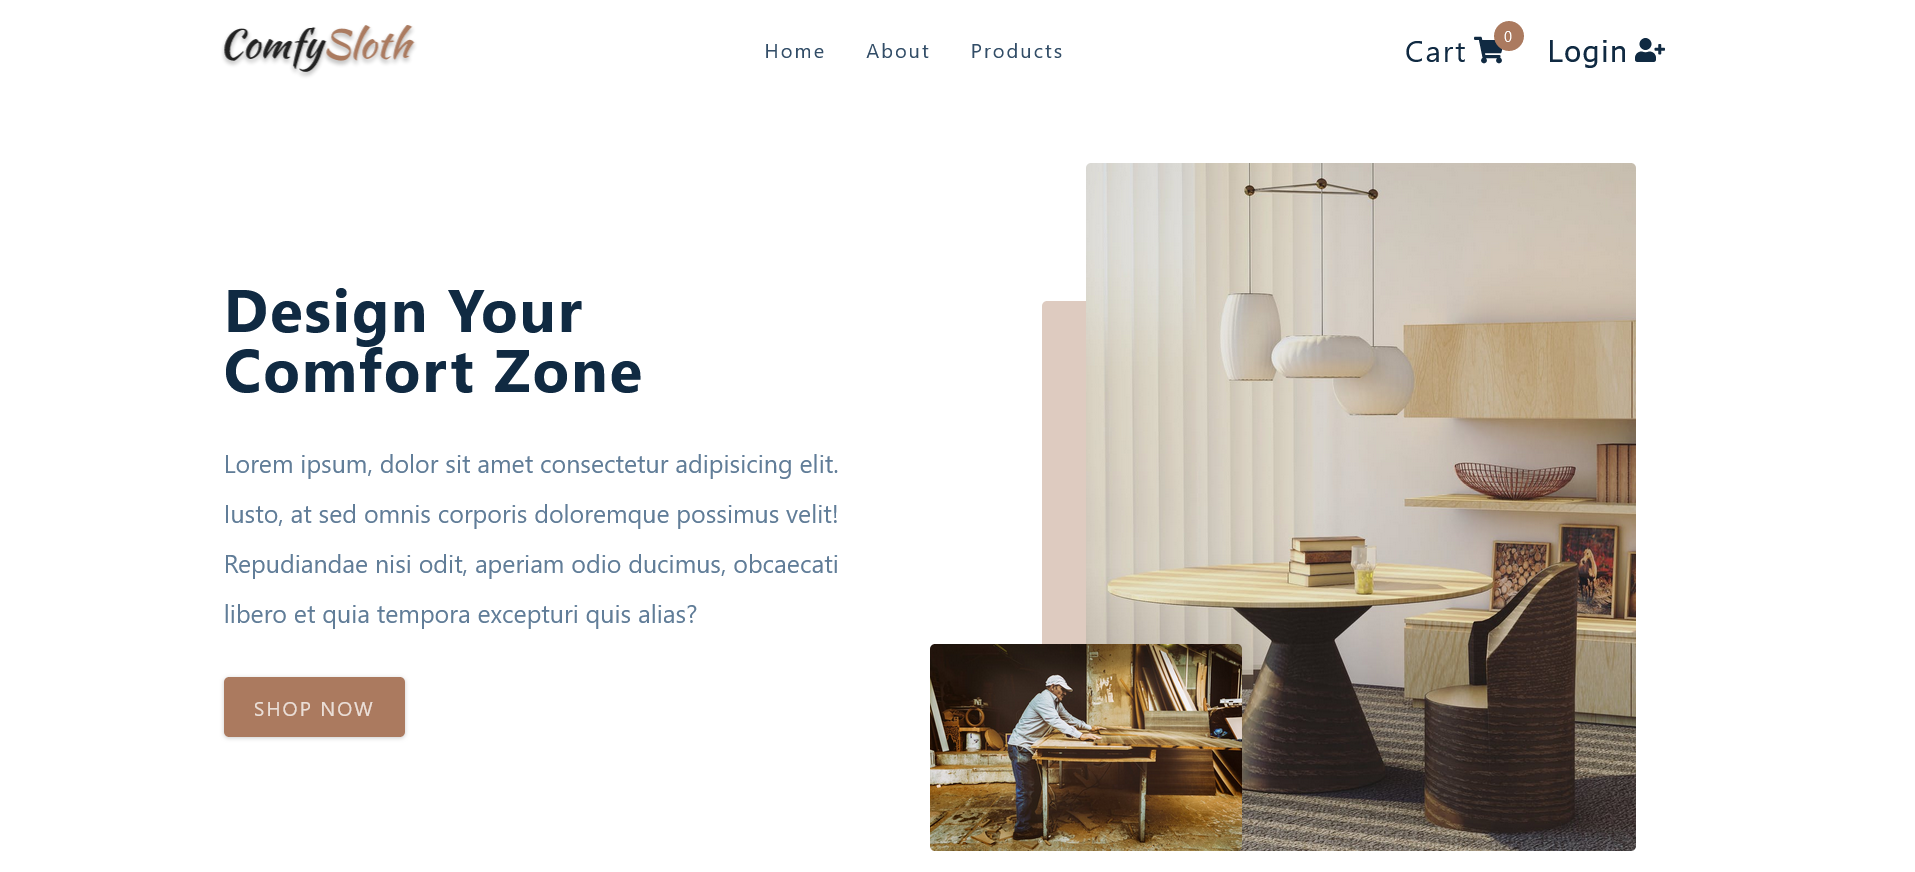 ComfySloth
Home About Products
Cart 0 Login
Design Your
Comfort Zone
Lorem ipsum, dolor sit amet consectetur adipisicing elit.
Iusto, at sed omnis corporis doloremque possimus velit!
Repudiandae nisi odit, aperiam odio ducimus, obcaecati
libero et quia tempora excepturi quis alias?
SHOP NOW